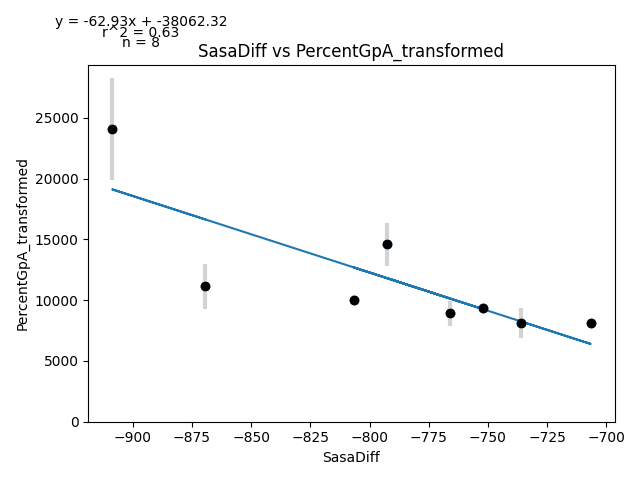 y = -62.93x + -38062.32
r^2 = 0.63
n = 8
SasaDiff vs PercentGpA_transformed
PercentGpA_transformed
25000
20000
15000
10000
5000
0
−900
−875
−850
−825
−800
−775
−750
−725
−700
SasaDiff